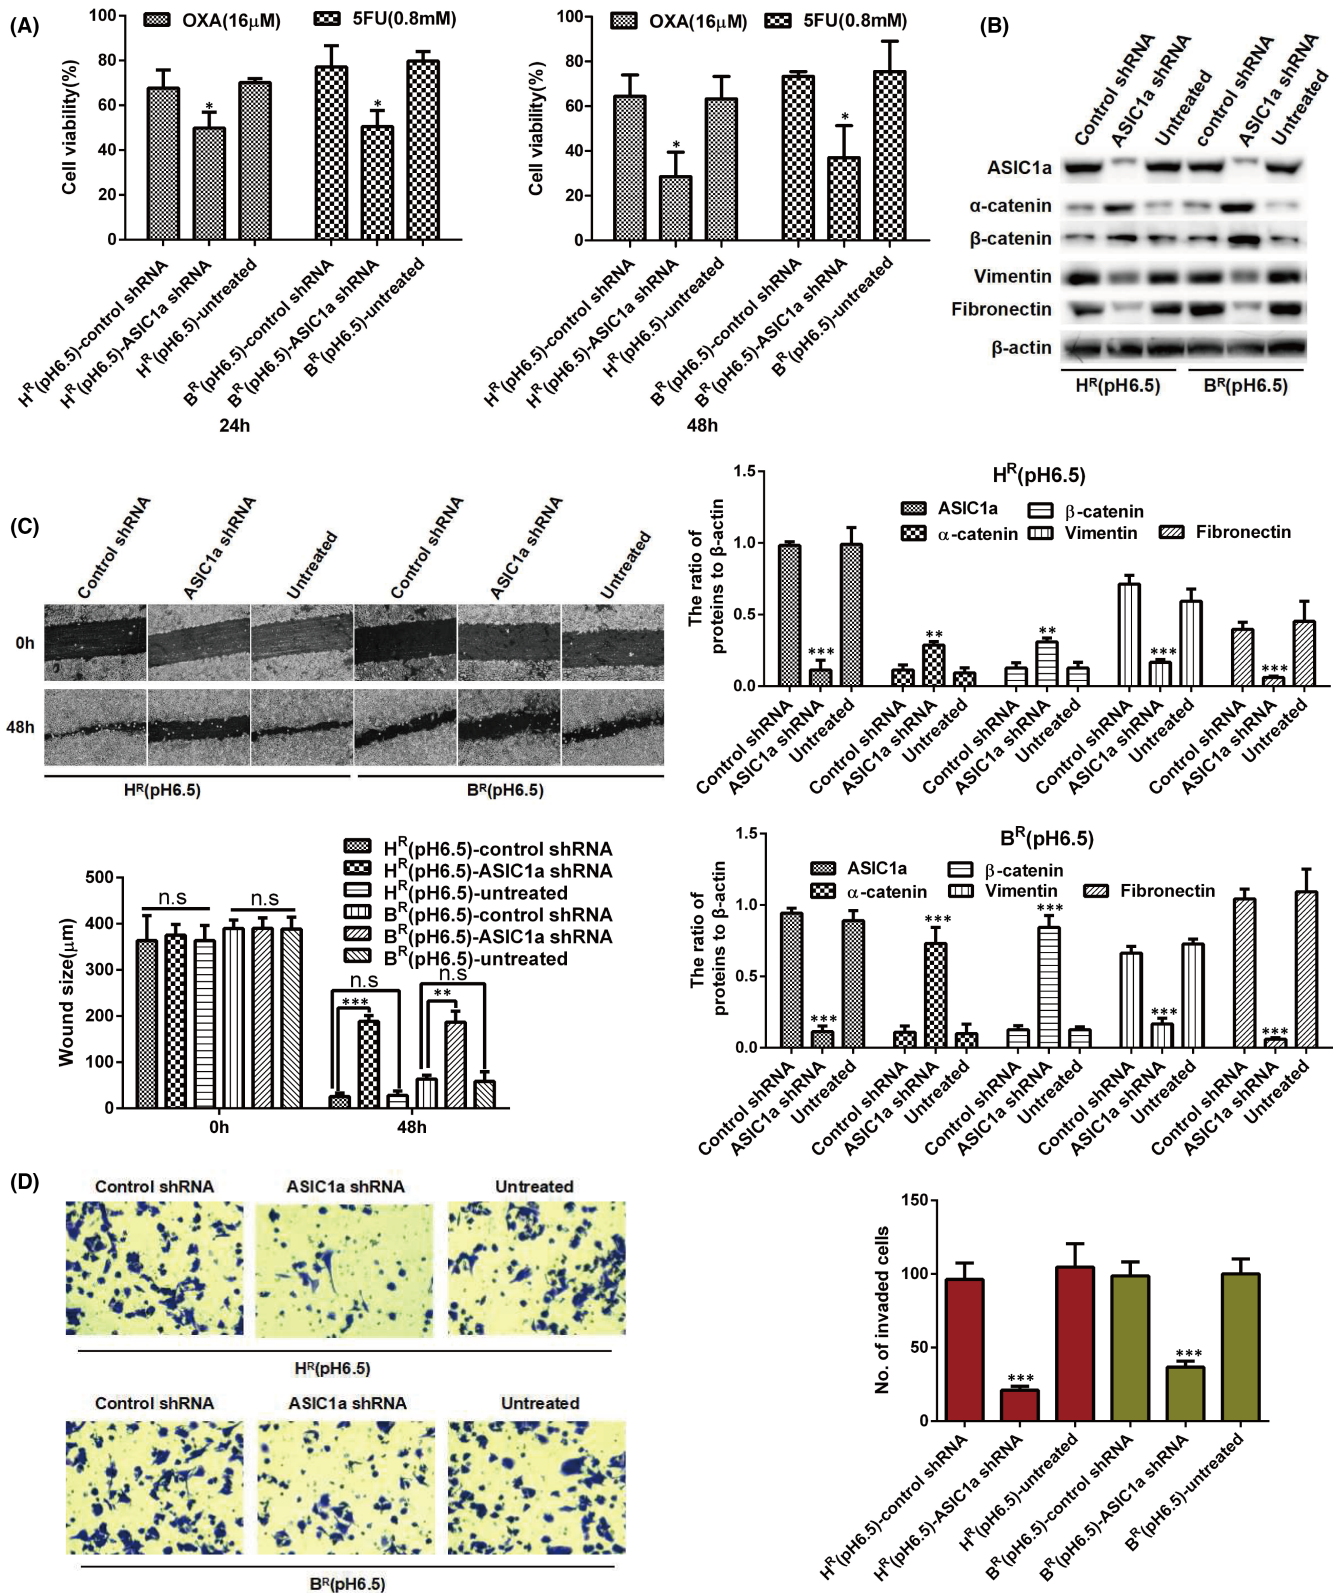 (A)
100
80
60
40
20
0
Cell viability(%)
OXA(16μM) 5FU(0.8mM)
*
*
H^R(pH6.5)-control shRNA
H^R(pH6.5)-ASIC1a shRNA
H^R(pH6.5)-untreated
B^R(pH6.5)-control shRNA
B^R(pH6.5)-ASIC1a shRNA
B^R(pH6.5)-untreated
24h
100
80
60
40
20
0
Cell viability(%)
OXA(16μM) 5FU(0.8mM)
*
*
H^R(pH6.5)-control shRNA
H^R(pH6.5)-ASIC1a shRNA
H^R(pH6.5)-untreated
B^R(pH6.5)-control shRNA
B^R(pH6.5)-ASIC1a shRNA
B^R(pH6.5)-untreated
48h
(B)
Control shRNA
ASIC1a shRNA
Untreated
control shRNA
ASIC1a shRNA
Untreated
ASIC1a
α-catenin
β-catenin
Vimentin
Fibronectin
β-actin
H^R(pH6.5) B^R(pH6.5)
H^R(pH6.5)
ASIC1a β-catenin
α-catenin Vimentin Fibronectin
1.5
1.0
0.5
0.0
The ratio of
proteins to β-actin
*** ** ** *** ***
Control shRNA
ASIC1a shRNA
Untreated
Control shRNA
ASIC1a shRNA
Untreated
Control shRNA
ASIC1a shRNA
Untreated
Control shRNA
ASIC1a shRNA
Untreated
Control shRNA
ASIC1a shRNA
Untreated
B^R(pH6.5)
ASIC1a β-catenin
α-catenin Vimentin Fibronectin
1.5
1.0
0.5
0.0
The ratio of
proteins to β-actin
*** *** *** *** ***
Control shRNA
ASIC1a shRNA
Untreated
Control shRNA
ASIC1a shRNA
Untreated
Control shRNA
ASIC1a shRNA
Untreated
Control shRNA
ASIC1a shRNA
Untreated
Control shRNA
ASIC1a shRNA
Untreated
(C)
Control shRNA
ASIC1a shRNA
Untreated
Control shRNA
ASIC1a shRNA
Untreated
0h
48h
H^R(pH6.5) B^R(pH6.5)
H^R(pH6.5)-control shRNA
H^R(pH6.5)-ASIC1a shRNA
H^R(pH6.5)-untreated
B^R(pH6.5)-control shRNA
B^R(pH6.5)-ASIC1a shRNA
B^R(pH6.5)-untreated
500
400
300
200
100
0
Wound size(μm)
n.s n.s
n.s n.s
*** **
0h 48h
(D)
Control shRNA ASIC1a shRNA Untreated
H^R(pH6.5)
Control shRNA ASIC1a shRNA Untreated
B^R(pH6.5)
150
100
50
0
No. of invaded cells
***
***
H^R(pH6.5)-control shRNA
H^R(pH6.5)-ASIC1a shRNA
H^R(pH6.5)-untreated
B^R(pH6.5)-control shRNA
B^R(pH6.5)-ASIC1a shRNA
B^R(pH6.5)-untreated